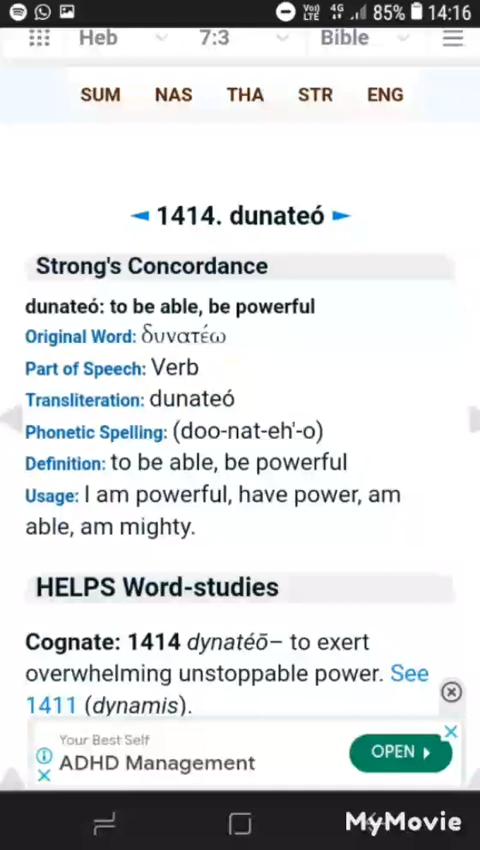 85% 14:16
Heb 7:3 Bible
SUM NAS THA STR ENG
◄ 1414. dunateó ►
Strong's Concordance
dunateó: to be able, be powerful
Original Word: δυνατέω
Part of Speech: Verb
Transliteration: dunateó
Phonetic Spelling: (doo-nat-eh'-o)
Definition: to be able, be powerful
Usage: I am powerful, have power, am
able, am mighty.
HELPS Word-studies
Cognate: 1414 dynatéō– to exert
overwhelming unstoppable power. See
1411 (dynamis).
Your Best Self
ADHD Management
OPEN
MyMovie